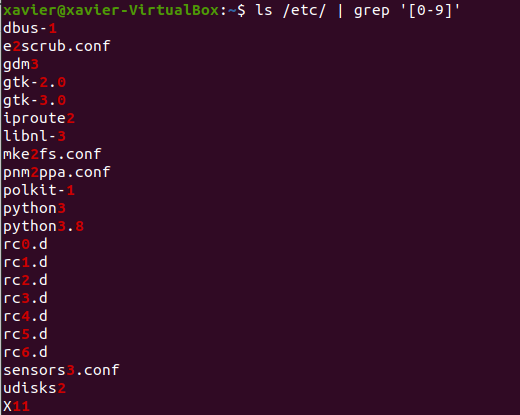 xavier@xavier-VirtualBox:~$ ls /etc/ | grep '[0-9]'
dbus-1
e2scrub.conf
gdm3
gtk-2.0
gtk-3.0
iproute2
libnl-3
mke2fs.conf
pnm2ppa.conf
polkit-1
python3
python3.8
rc0.d
rc1.d
rc2.d
rc3.d
rc4.d
rc5.d
rc6.d
sensors3.conf
udisks2
X11